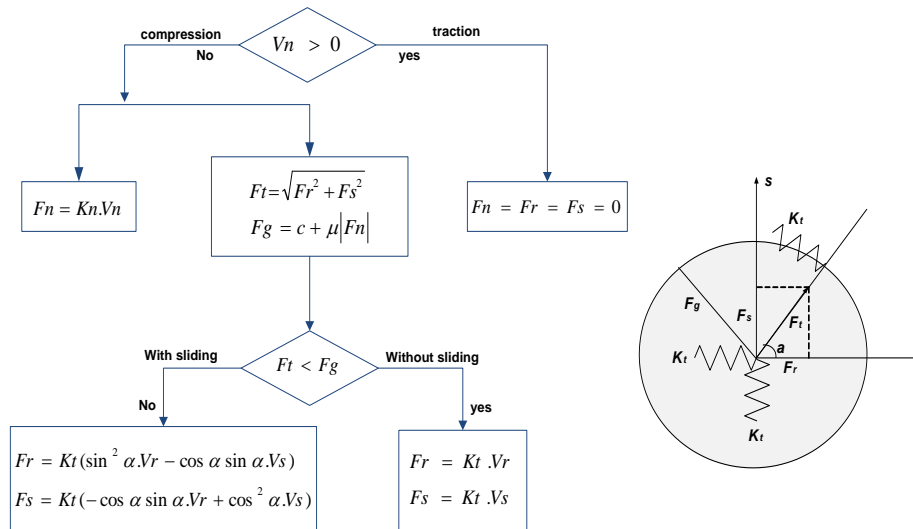 compression
No
Vn > 0
traction
yes
Fn = Kn.Vn
Ft = √Fr² + Fs²
Fg = c + μ|Fn|
Fn = Fr = Fs = 0
With sliding
No
Ft < Fg
Without sliding
yes
Fr = Kt(sin² α.Vr − cos α sin α.Vs)
Fs = Kt(− cos α sin α.Vr + cos² α.Vs)
Fr = Kt .Vr
Fs = Kt .Vs
s
Kt
Fg
Fs
Ft
a
Kt
Fr
Kt